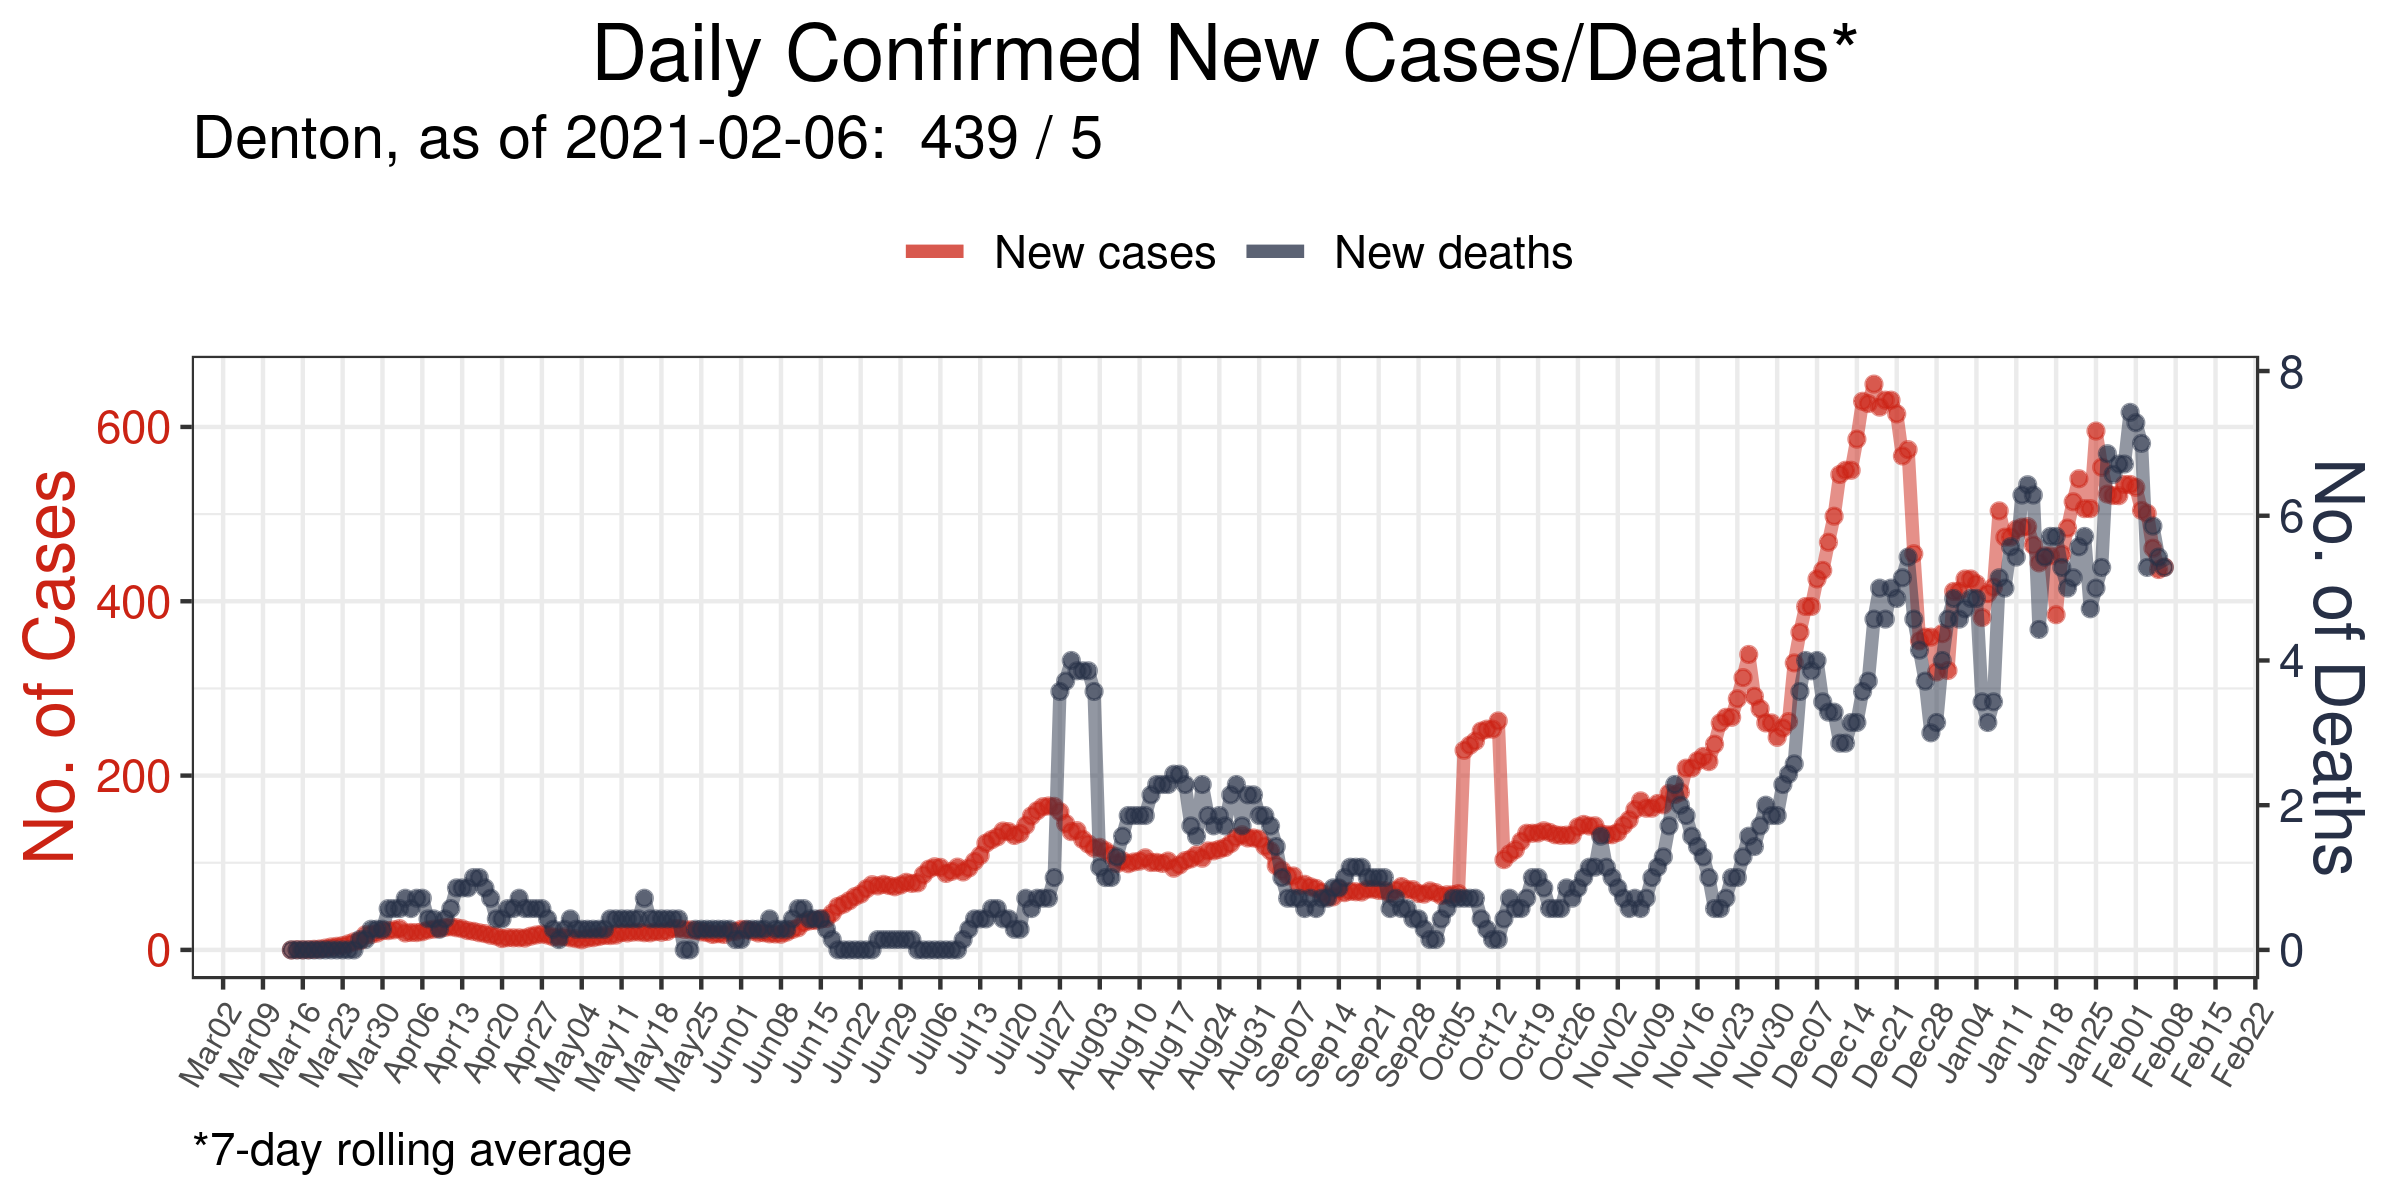 Daily Confirmed New Cases/Deaths*
Denton, as of 2021-02-06:  439 / 5
New cases New deaths
No. of Cases
600
400
200
0
8
6
4
2
0
No. of Deaths
Mar02 Mar09 Mar16 Mar23 Mar30 Apr06 Apr13 Apr20 Apr27 May04 May11 May18 May25 Jun01 Jun08 Jun15 Jun22 Jun29 Jul06 Jul13 Jul20 Jul27 Aug03 Aug10 Aug17 Aug24 Aug31 Sep07 Sep14 Sep21 Sep28 Oct05 Oct12 Oct19 Oct26 Nov02 Nov09 Nov16 Nov23 Nov30 Dec07 Dec14 Dec21 Dec28 Jan04 Jan11 Jan18 Jan25 Feb01 Feb08 Feb15 Feb22
*7-day rolling average